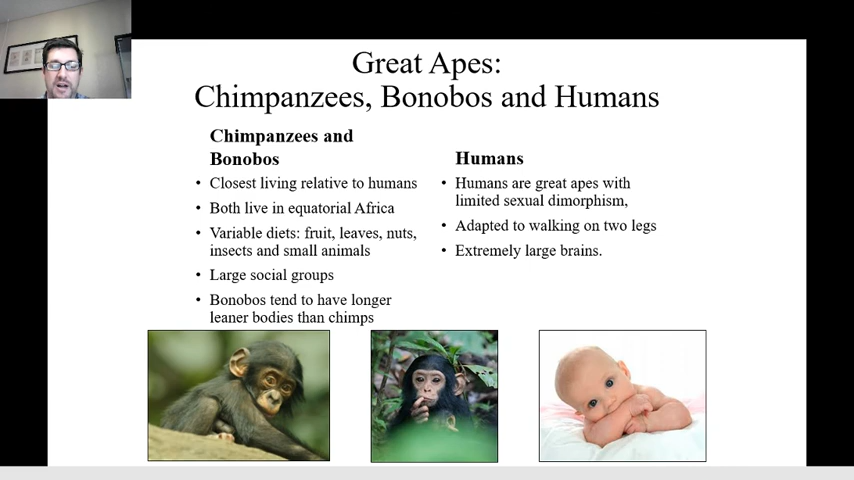 Great Apes:
Chimpanzees, Bonobos and Humans
Chimpanzees and
Bonobos
• Closest living relative to humans
• Both live in equatorial Africa
• Variable diets: fruit, leaves, nuts,
insects and small animals
• Large social groups
• Bonobos tend to have longer
leaner bodies than chimps
Humans
• Humans are great apes with
limited sexual dimorphism,
• Adapted to walking on two legs
• Extremely large brains.